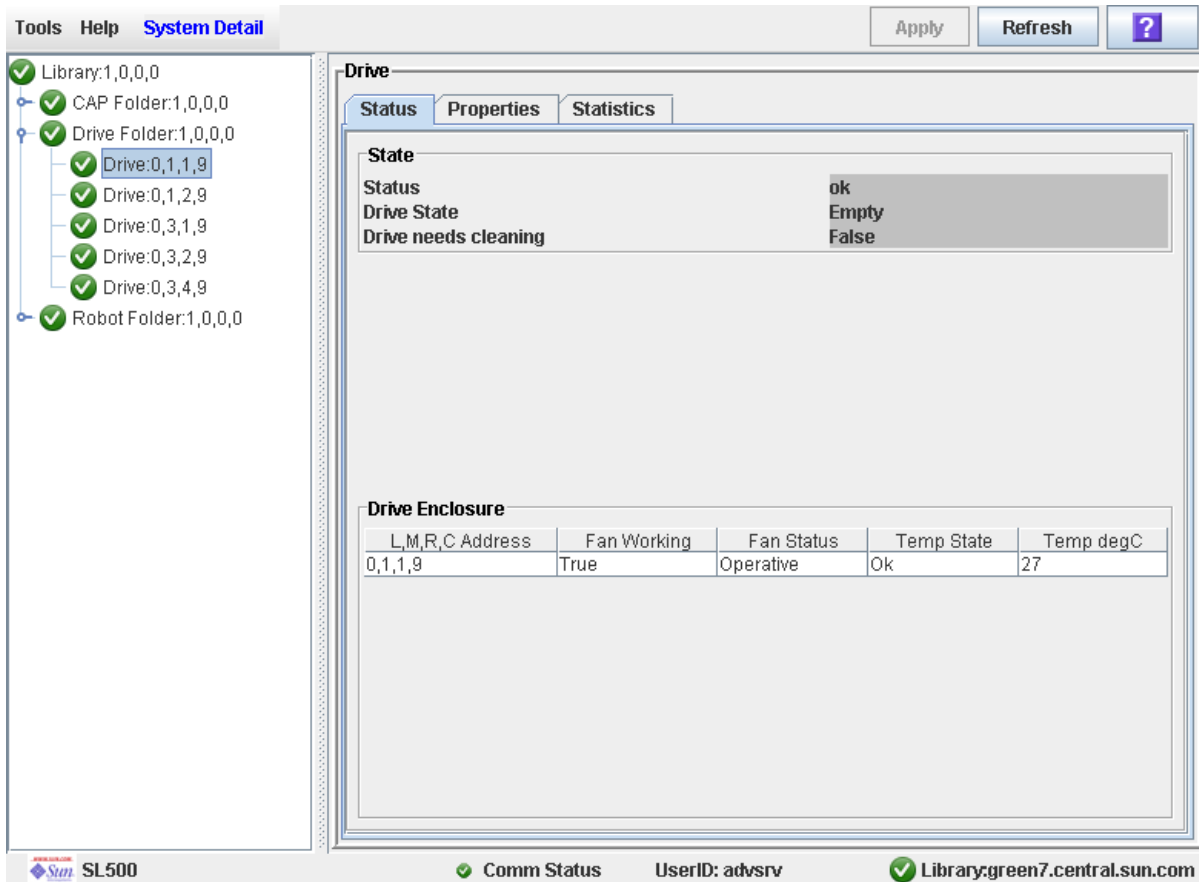 Tools Help System Detail Apply Refresh ?
Library:1,0,0,0
CAP Folder:1,0,0,0
Drive Folder:1,0,0,0
Drive:0,1,1,9
Drive:0,1,2,9
Drive:0,3,1,9
Drive:0,3,2,9
Drive:0,3,4,9
Robot Folder:1,0,0,0
Drive
Status Properties Statistics
State
Status ok
Drive State Empty
Drive needs cleaning False
Drive Enclosure
L,M,R,C Address Fan Working Fan Status Temp State Temp degC
0,1,1,9 True Operative Ok 27
Sun SL500 Comm Status UserID: advsrv Library:green7.central.sun.com